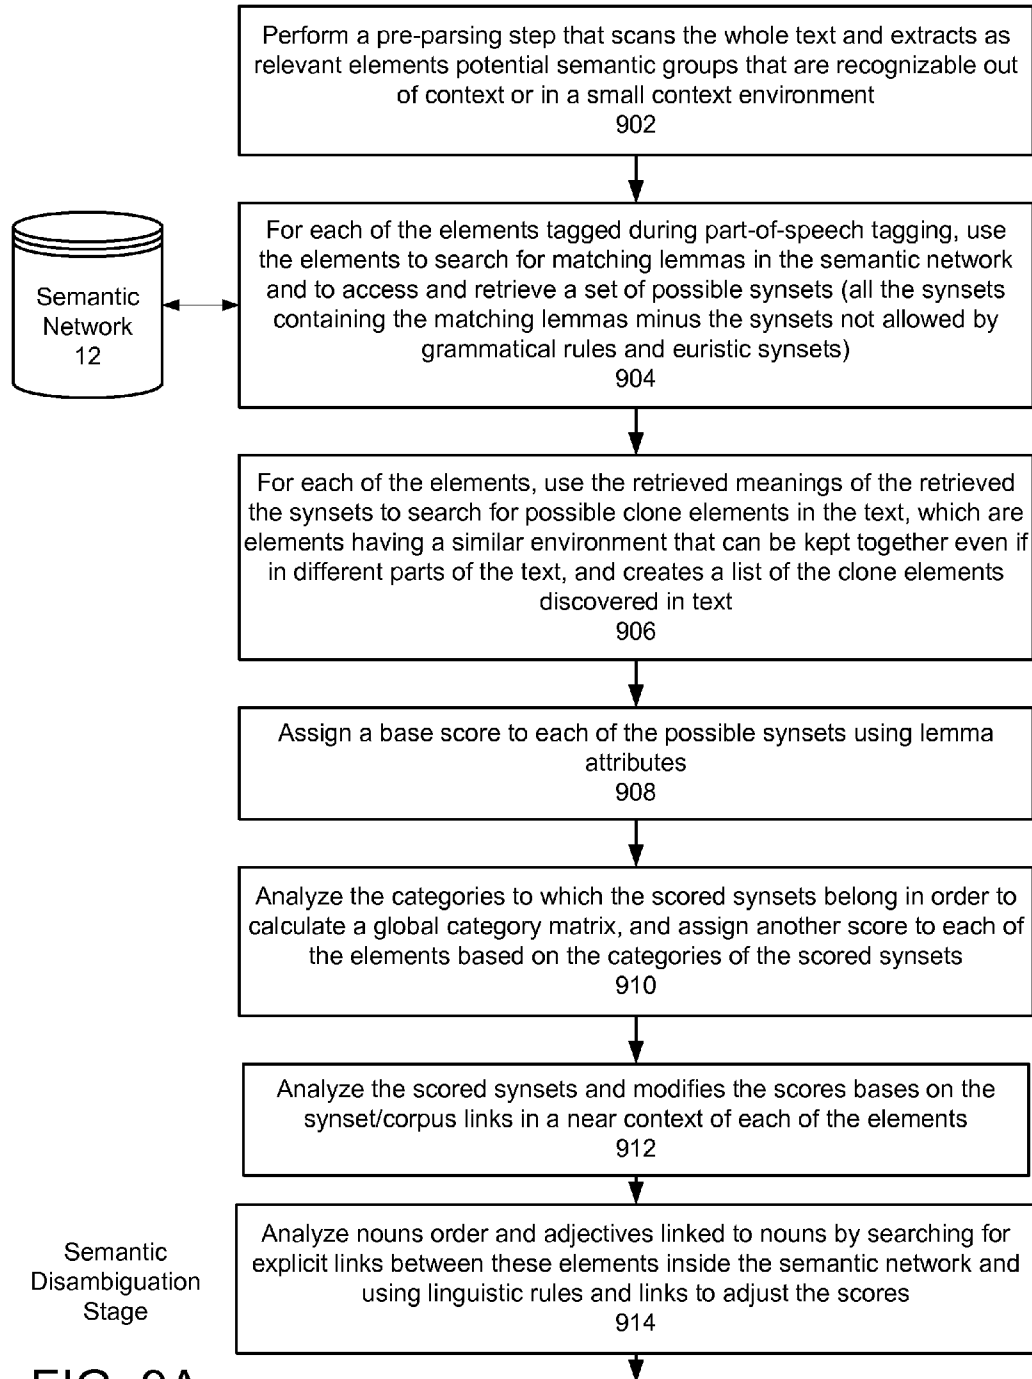 Perform a pre-parsing step that scans the whole text and extracts as
relevant elements potential semantic groups that are recognizable out
of context or in a small context environment
902
For each of the elements tagged during part-of-speech tagging, use
the elements to search for matching lemmas in the semantic network
and to access and retrieve a set of possible synsets (all the synsets
containing the matching lemmas minus the synsets not allowed by
grammatical rules and euristic synsets)
904
Semantic
Network
12
For each of the elements, use the retrieved meanings of the retrieved
the synsets to search for possible clone elements in the text, which are
elements having a similar environment that can be kept together even if
in different parts of the text, and creates a list of the clone elements
discovered in text
906
Assign a base score to each of the possible synsets using lemma
attributes
908
Analyze the categories to which the scored synsets belong in order to
calculate a global category matrix, and assign another score to each of
the elements based on the categories of the scored synsets
910
Analyze the scored synsets and modifies the scores bases on the
synset/corpus links in a near context of each of the elements
912
Semantic
Disambiguation
Stage
Analyze nouns order and adjectives linked to nouns by searching for
explicit links between these elements inside the semantic network and
using linguistic rules and links to adjust the scores
914
FIG. 9A